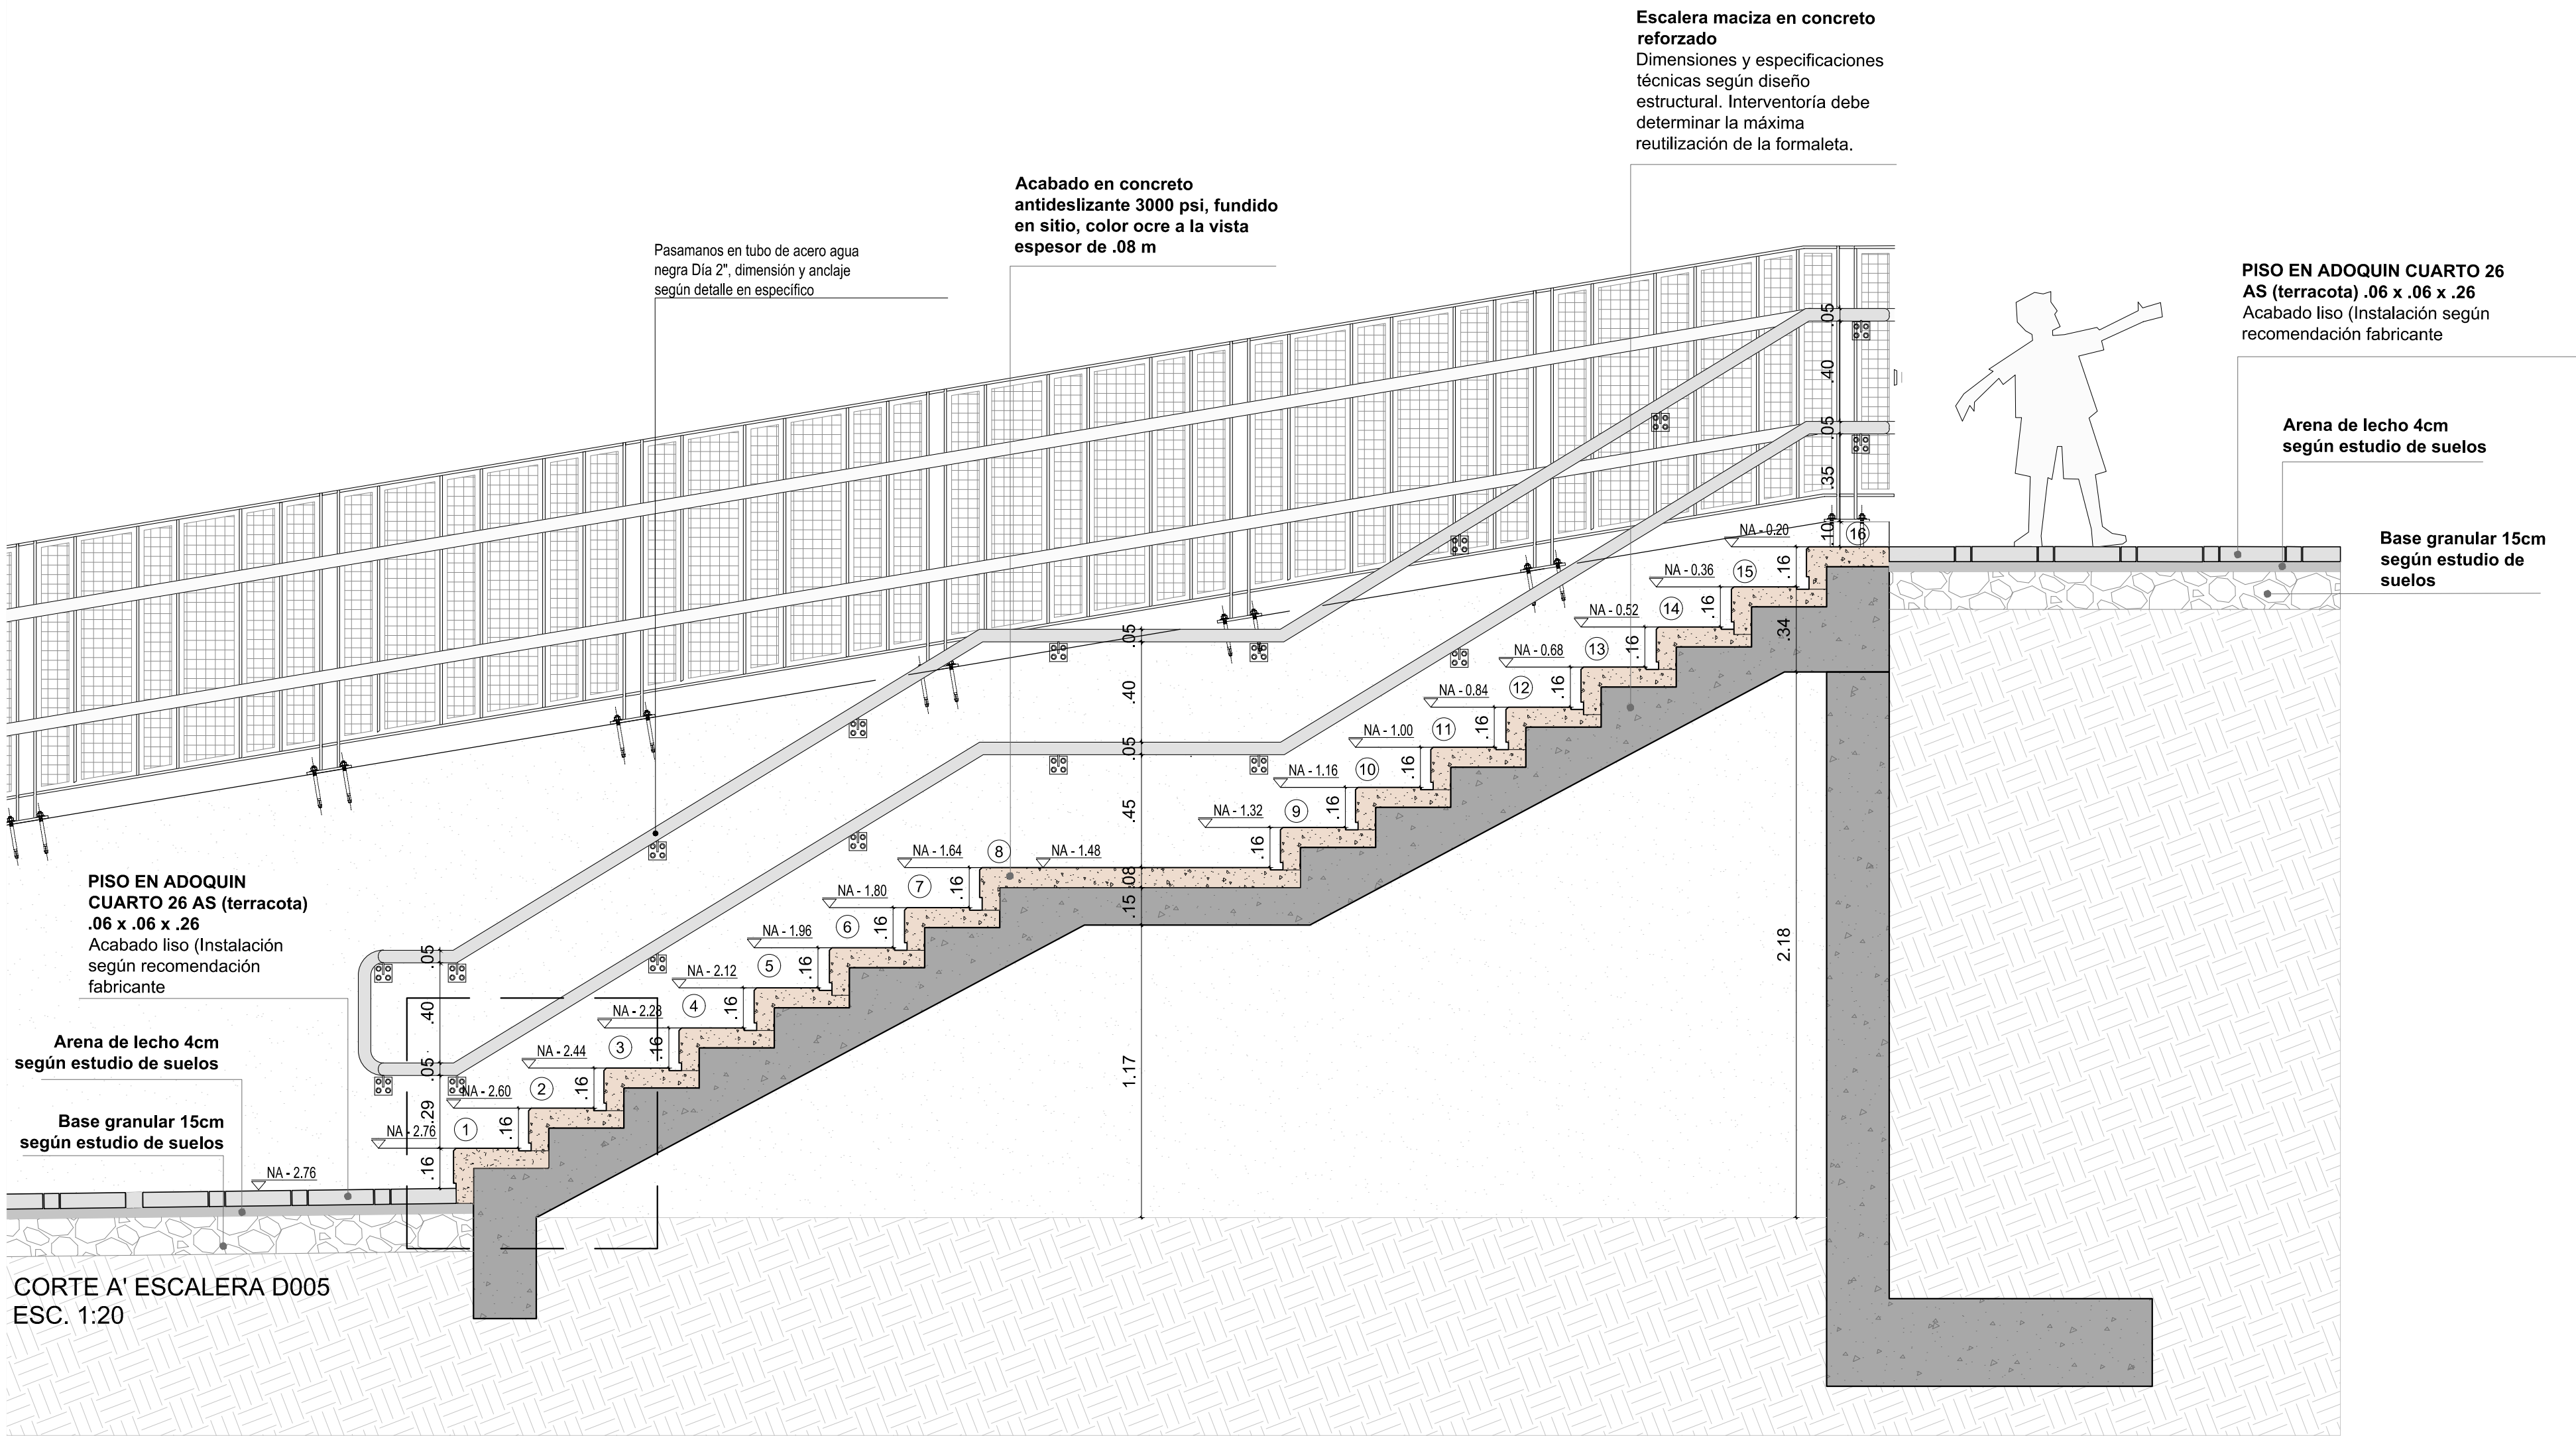 Escalera maciza en concreto
reforzado
Dimensiones y especificaciones
técnicas según diseño
estructural. Interventoría debe
determinar la máxima
reutilización de la formaleta.
Acabado en concreto
antideslizante 3000 psi, fundido
en sitio, color ocre a la vista
espesor de .08 m
Pasamanos en tubo de acero agua
negra Día 2", dimensión y anclaje
según detalle en específico
PISO EN ADOQUIN CUARTO 26
AS (terracota) .06 x .06 x .26
Acabado liso (Instalación según
recomendación fabricante
Arena de lecho 4cm
según estudio de suelos
Base granular 15cm
según estudio de
suelos
.05
.40
.05
.35
.10
16
NA - 0.20
.16
15
NA - 0.36
.16
14
NA - 0.52
.16
13
NA - 0.68
.16
12
NA - 0.84
.16
11
NA - 1.00
.16
10
NA - 1.16
.16
9
NA - 1.32
.16
8
NA - 1.48
NA - 1.64
.16
7
NA - 1.80
.16
6
NA - 1.96
.16
5
NA - 2.12
.16
4
NA - 2.28
.16
3
NA - 2.44
.16
2
NA - 2.60
.16
1
NA - 2.76
.16
NA - 2.76
.34
2.18
.05
.40
.05
.45
.08
.15
1.17
.05
.40
.05
.29
PISO EN ADOQUIN
CUARTO 26 AS (terracota)
.06 x .06 x .26
Acabado liso (Instalación
según recomendación
fabricante
Arena de lecho 4cm
según estudio de suelos
Base granular 15cm
según estudio de suelos
CORTE A' ESCALERA D005
ESC. 1:20